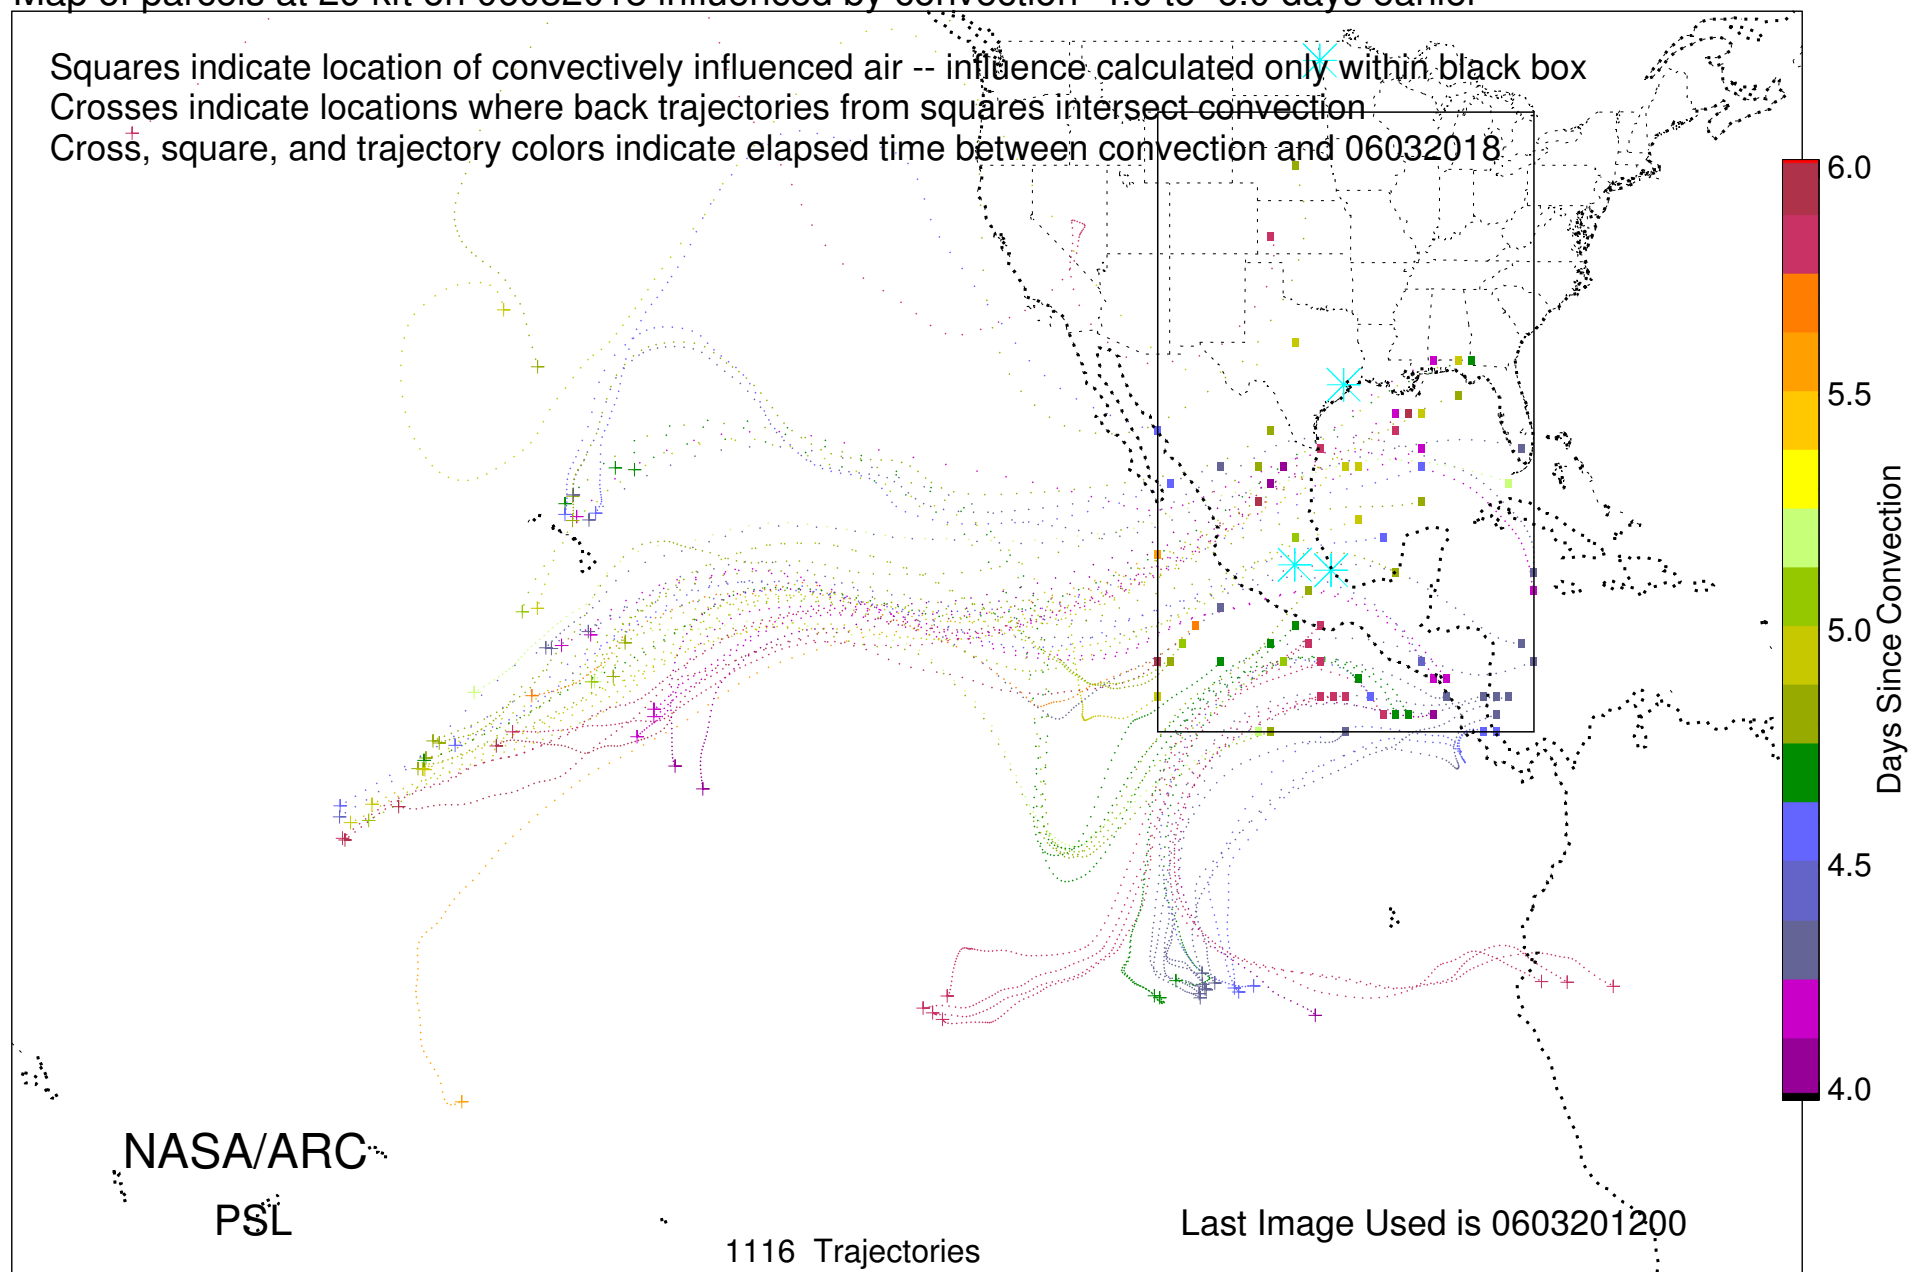 Squares indicate location of convectively influenced air -- influence calculated only within black box
Crosses indicate locations where back trajectories from squares intersect convection
Cross, square, and trajectory colors indicate elapsed time between convection and 06032018
6.0
5.5
5.0
4.5
4.0
Days Since Convection
NASA/ARC
PSL
1116 Trajectories
Last Image Used is 0603201200